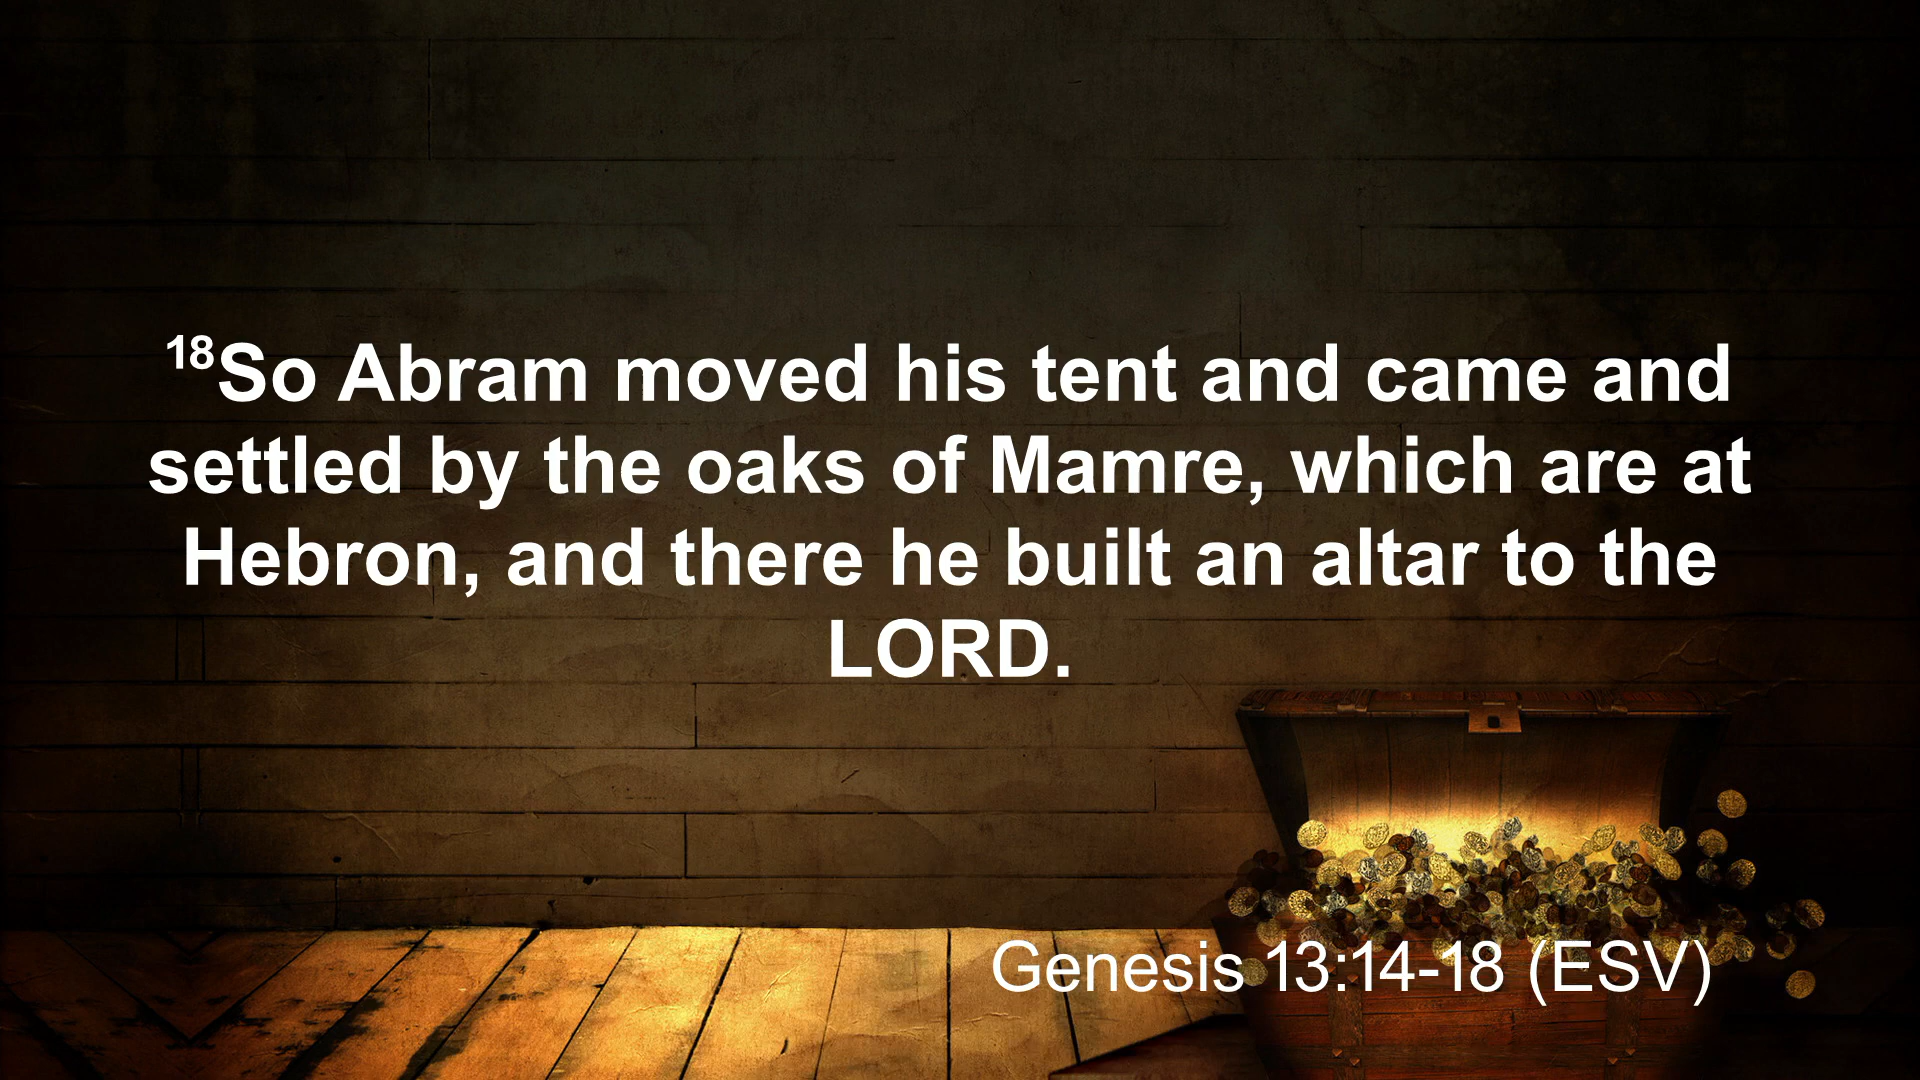 18So Abram moved his tent and came and
settled by the oaks of Mamre, which are at
Hebron, and there he built an altar to the
LORD.
Genesis 13:14-18 (ESV)